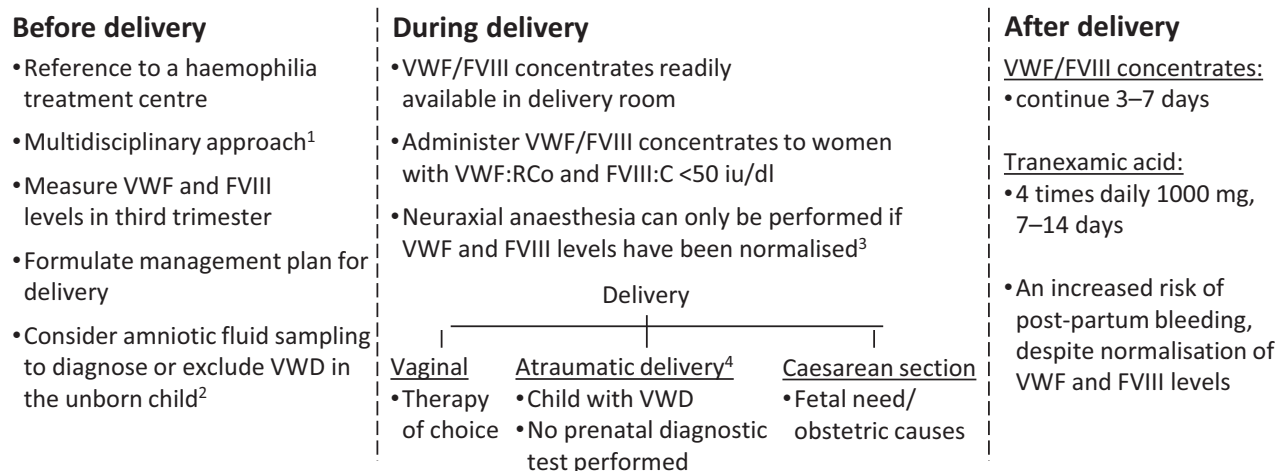 Before delivery
•Reference to a haemophilia
treatment centre
•Multidisciplinary approach1
•Measure VWF and FVIII
levels in third trimester
•Formulate management plan for
delivery
•Consider amniotic fluid sampling
to diagnose or exclude VWD in
the unborn child2
During delivery
•VWF/FVIII concentrates readily
available in delivery room
•Administer VWF/FVIII concentrates to women
with VWF:RCo and FVIII:C <50 iu/dl
•Neuraxial anaesthesia can only be performed if
VWF and FVIII levels have been normalised3
Delivery
Vaginal
•Therapy
of choice
Atraumatic delivery4
•Child with VWD
•No prenatal diagnostic
test performed
Caesarean section
•Fetal need/
obstetric causes
After delivery
VWF/FVIII concentrates:
•continue 3–7 days
Tranexamic acid:
•4 times daily 1000 mg,
7–14 days
•An increased risk of
post-partum bleeding,
despite normalisation of
VWF and FVIII levels